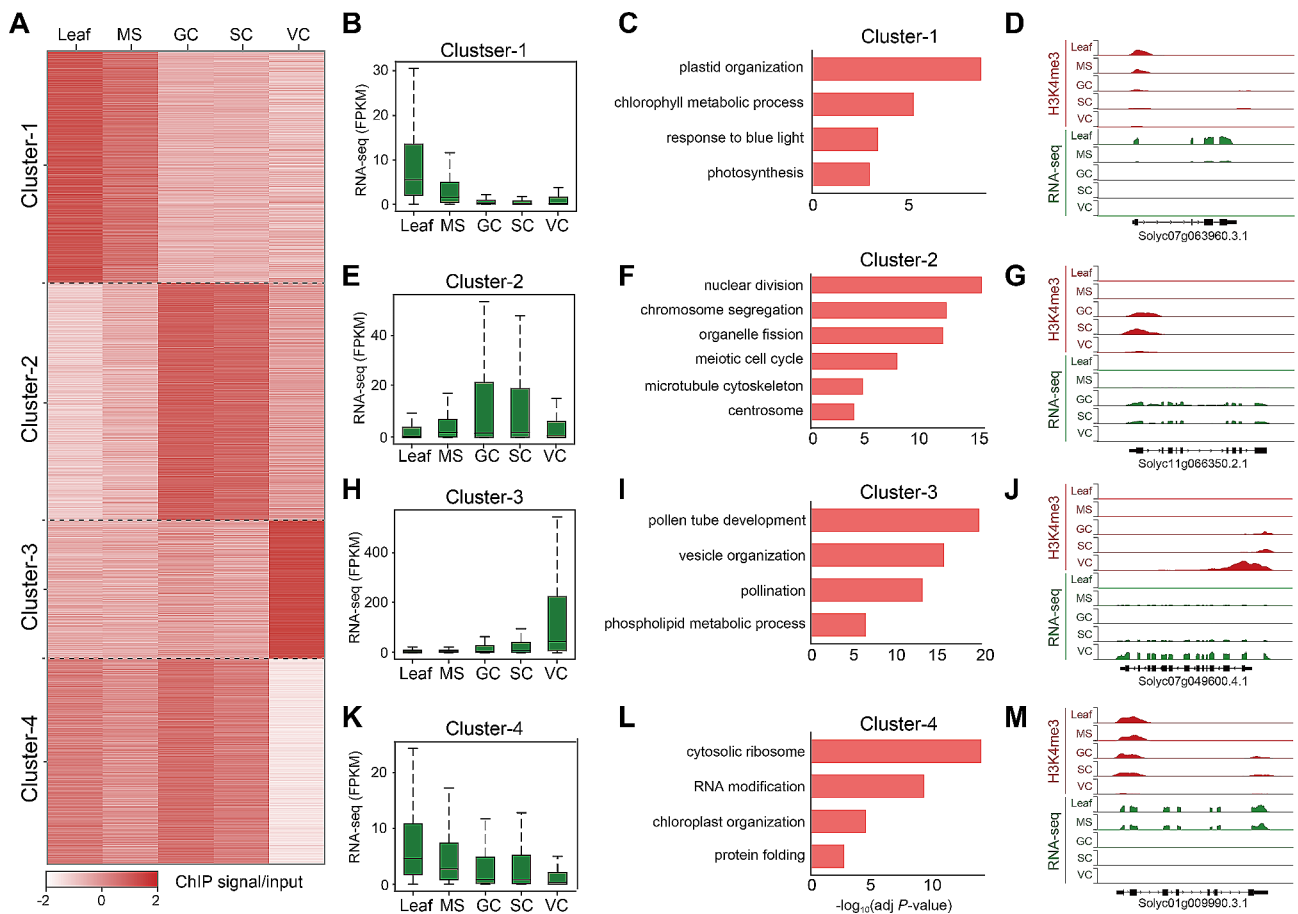 A
Leaf MS GC SC VC
Cluster-1
Cluster-2
Cluster-3
Cluster-4
-2 0 2
ChIP signal/input
B
Clustser-1
RNA-seq (FPKM)
30
20
10
0
Leaf MS GC SC VC
C
Cluster-1
plastid organization
chlorophyll metabolic process
response to blue light
photosynthesis
0 5
D
H3K4me3
Leaf
MS
GC
SC
VC
RNA-seq
Leaf
MS
GC
SC
VC
Solyc07g063960.3.1
E
Cluster-2
RNA-seq (FPKM)
40
20
0
Leaf MS GC SC VC
F
Cluster-2
nuclear division
chromosome segregation
organelle fission
meiotic cell cycle
microtubule cytoskeleton
centrosome
0 5 10 15
G
H3K4me3
Leaf
MS
GC
SC
VC
RNA-seq
Leaf
MS
GC
SC
VC
Solyc11g066350.2.1
H
Cluster-3
RNA-seq (FPKM)
400
200
0
Leaf MS GC SC VC
I
Cluster-3
pollen tube development
vesicle organization
pollination
phospholipid metabolic process
0 5 10 15 20
J
H3K4me3
Leaf
MS
GC
SC
VC
RNA-seq
Leaf
MS
GC
SC
VC
Solyc07g049600.4.1
K
Cluster-4
RNA-seq (FPKM)
20
10
0
Leaf MS GC SC VC
L
Cluster-4
cytosolic ribosome
RNA modification
chloroplast organization
protein folding
0 5 10
-log10(adj P-value)
M
H3K4me3
Leaf
MS
GC
SC
VC
RNA-seq
Leaf
MS
GC
SC
VC
Solyc01g009990.3.1